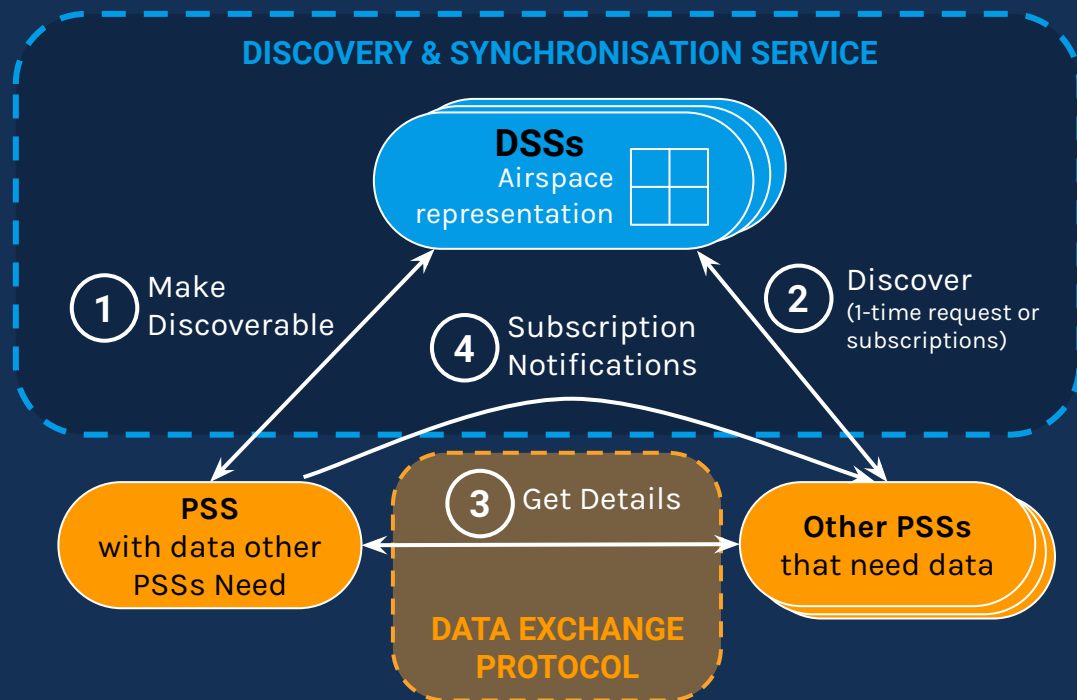 DISCOVERY & SYNCHRONISATION SERVICE
DSSs
Airspace
representation
1
Make
Discoverable
2
Discover
(1-time request or
subscriptions)
4
Subscription
Notifications
3
Get Details
PSS
with data other
PSSs Need
Other PSSs
that need data
DATA EXCHANGE
PROTOCOL